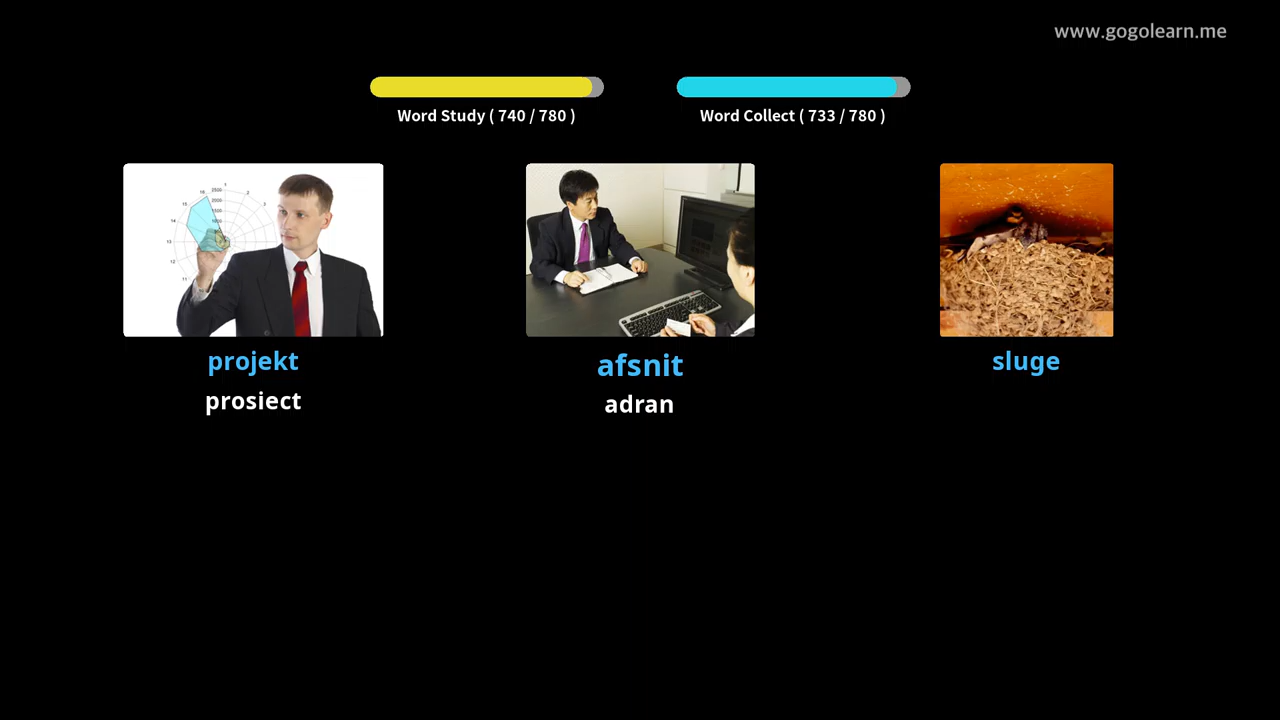 www.gogolearn.me
Word Study ( 740 / 780 )
Word Collect ( 733 / 780 )
projekt
afsnit
sluge
prosiect
adran